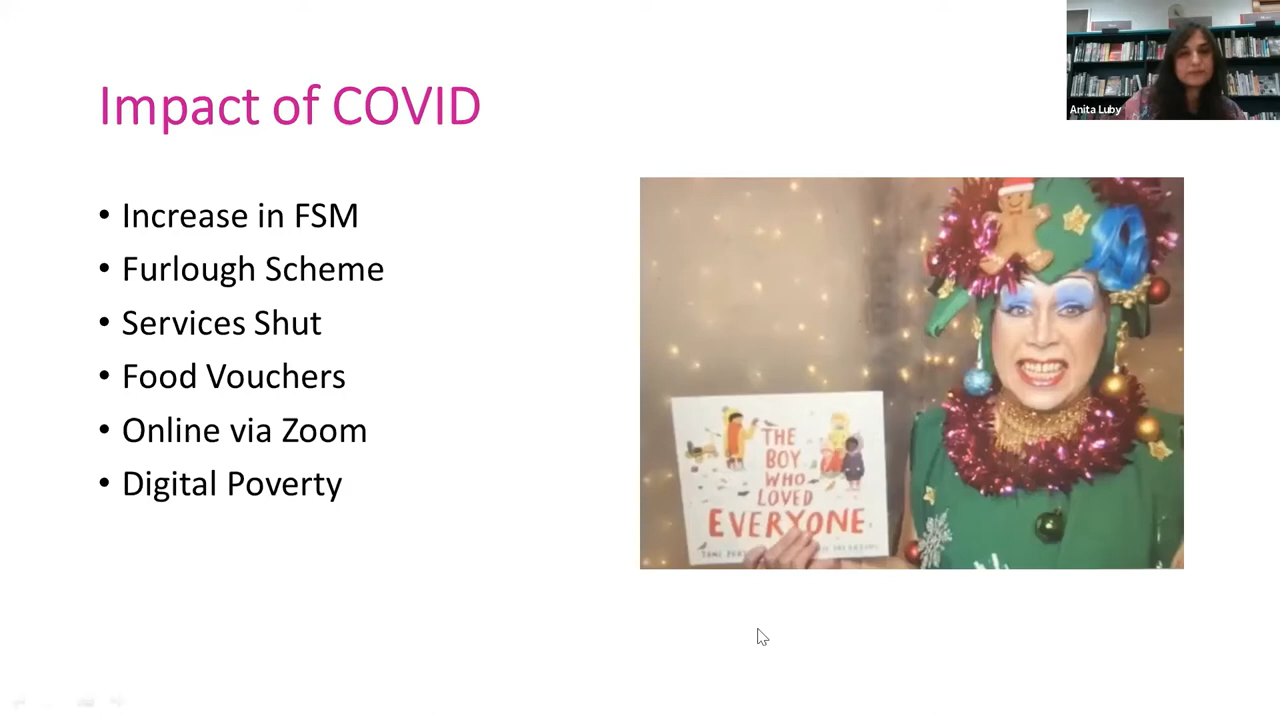 Impact of COVID
Anita Luby
• Increase in FSM
• Furlough Scheme
• Services Shut
• Food Vouchers
• Online via Zoom
• Digital Poverty
THE
BOY
WHO
LOVED
EVERYONE